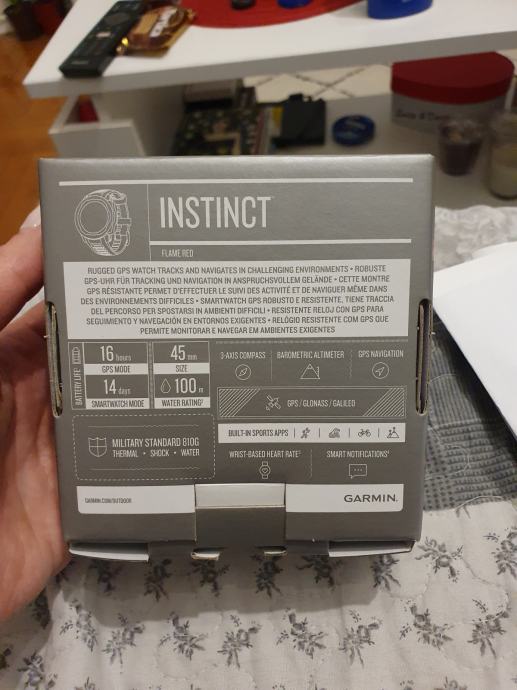 INSTINCT™
FLAME RED
RUGGED GPS WATCH TRACKS AND NAVIGATES IN CHALLENGING ENVIRONMENTS • ROBUSTE
GPS-UHR FÜR TRACKING UND NAVIGATION IN ANSPRUCHSVOLLEM GELÄNDE • CETTE MONTRE
GPS RÉSISTANTE PERMET D'EFFECTUER LE SUIVI DES ACTIVITÉ ET DE NAVIGUER MÊME DANS
DES ENVIRONNEMENTS DIFFICILES • SMARTWATCH GPS ROBUSTO E RESISTENTE, TIENE TRACCIA
DEL PERCORSO PER SPOSTARSI IN AMBIENTI DIFFICILI • RESISTENTE RELOJ CON GPS PARA
SEGUIMIENTO Y NAVEGACIÓN EN ENTORNOS EXIGENTES • RELÓGIO RESISTENTE COM GPS QUE
PERMITE MONITORAR E NAVEGAR EM AMBIENTES EXIGENTES
BATTERY LIFE
16 hours
GPS MODE
14 days
SMARTWATCH MODE
45 mm
SIZE
100 m
WATER RATING²
3-AXIS COMPASS
BAROMETRIC ALTIMETER
GPS NAVIGATION
GPS / GLONASS / GALILEO
BUILT-IN SPORTS APPS
MILITARY STANDARD 810G
THERMAL • SHOCK • WATER
WRIST-BASED HEART RATE³
SMART NOTIFICATIONS⁴
GARMIN.COM/OUTDOOR
GARMIN.